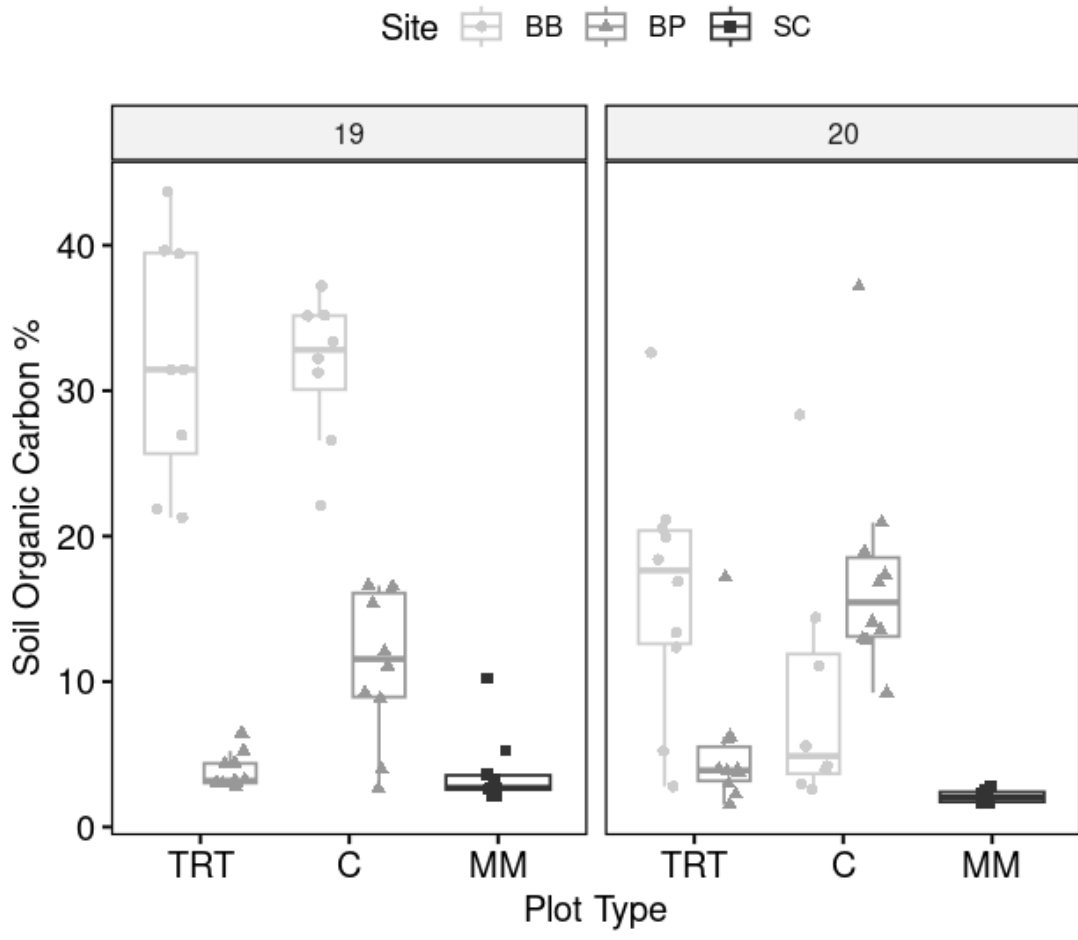 Site BB BP SC
19 20
Soil Organic Carbon %
40
30
20
10
0
TRT C MM TRT C MM
Plot Type